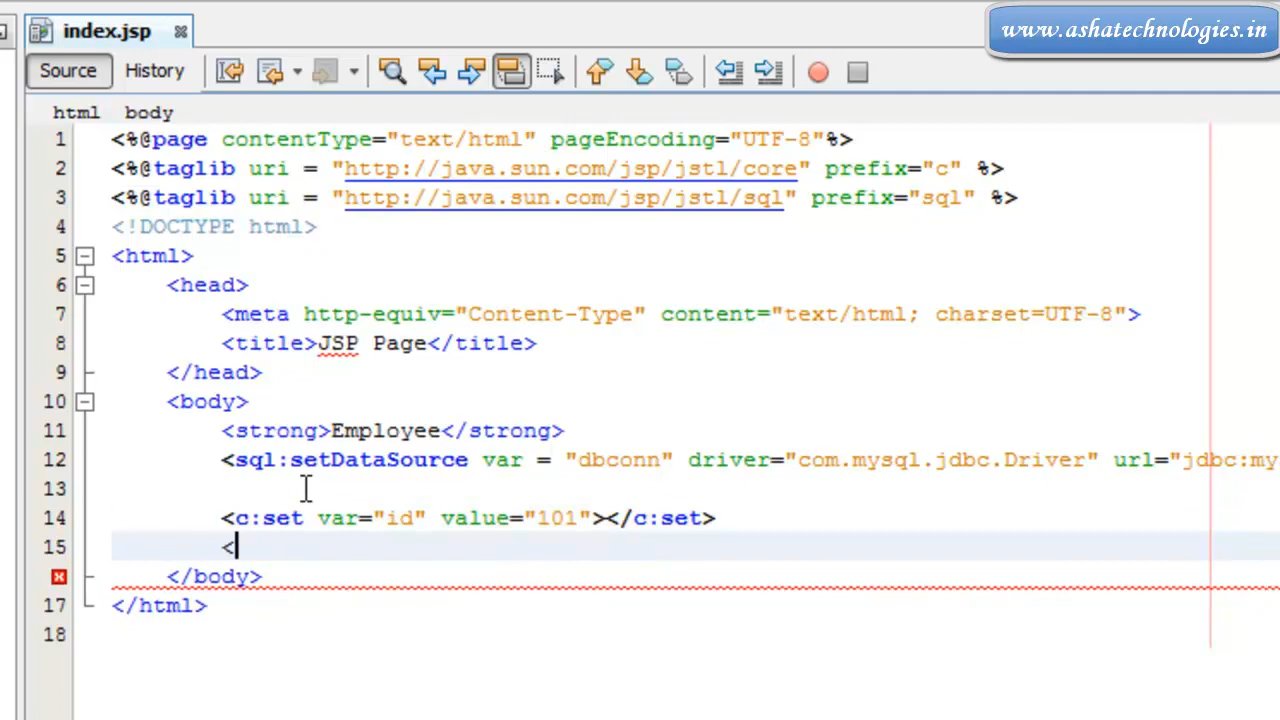 index.jsp
www.ashatechnologies.in
Source History
html body
1 <%@page contentType="text/html" pageEncoding="UTF-8"%>
2 <%@taglib uri = "http://java.sun.com/jsp/jstl/core" prefix="c" %>
3 <%@taglib uri = "http://java.sun.com/jsp/jstl/sql" prefix="sql" %>
4 <!DOCTYPE html>
5 <html>
6 <head>
7 <meta http-equiv="Content-Type" content="text/html; charset=UTF-8">
8 <title>JSP Page</title>
9 </head>
10 <body>
11 <strong>Employee</strong>
12 <sql:setDataSource var = "dbconn" driver="com.mysql.jdbc.Driver" url="jdbc:my
13
14 <c:set var="id" value="101"></c:set>
15 <
</body>
17 </html>
18